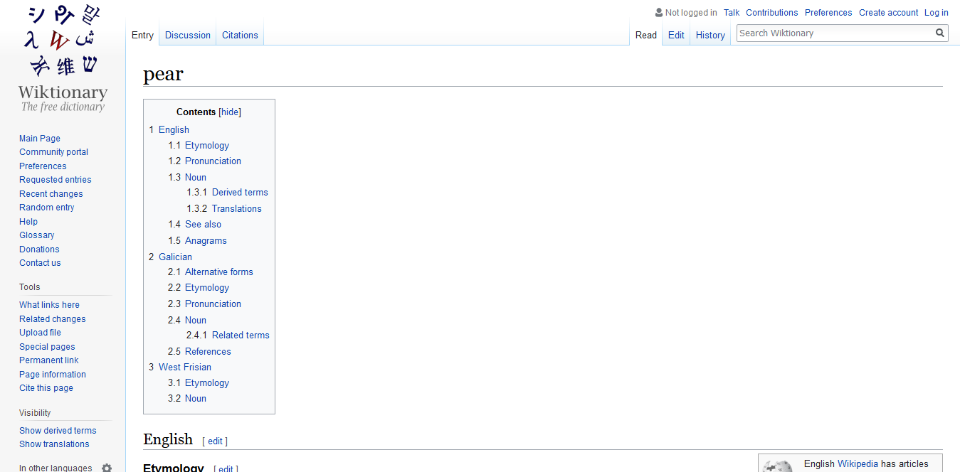 Not logged in Talk Contributions Preferences Create account Log in
Entry Discussion Citations Read Edit History Search Wiktionary
Wiktionary
The free dictionary
Main Page
Community portal
Preferences
Requested entries
Recent changes
Random entry
Help
Glossary
Donations
Contact us
Tools
What links here
Related changes
Upload file
Special pages
Permanent link
Page information
Cite this page
Visibility
Show derived terms
Show translations
In other languages
pear
Contents [hide]
1 English
1.1 Etymology
1.2 Pronunciation
1.3 Noun
1.3.1 Derived terms
1.3.2 Translations
1.4 See also
1.5 Anagrams
2 Galician
2.1 Alternative forms
2.2 Etymology
2.3 Pronunciation
2.4 Noun
2.4.1 Related terms
2.5 References
3 West Frisian
3.1 Etymology
3.2 Noun
English [ edit ]
Etymology [ edit ]
English Wikipedia has articles